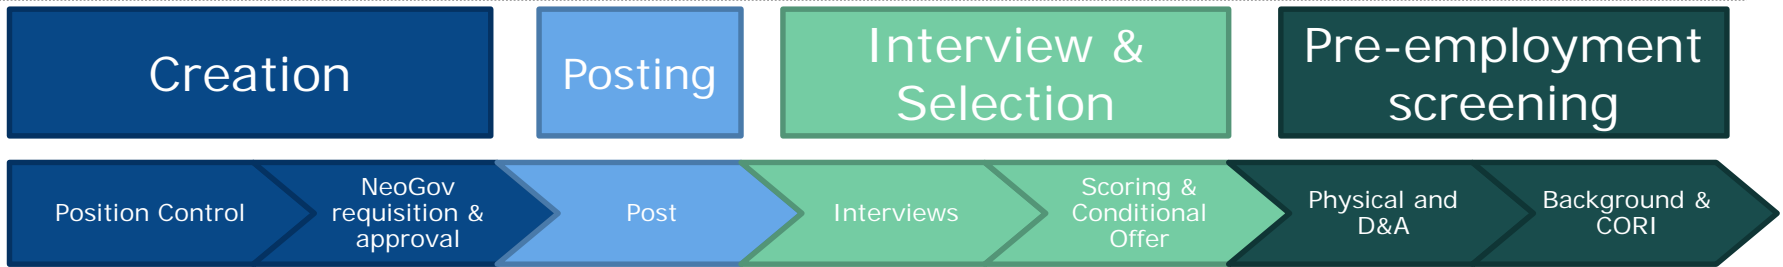 Creation
Posting
Interview &
Selection
Pre-employment
screening
Position Control
NeoGov
requisition &
approval
Post
Interviews
Scoring &
Conditional
Offer
Physical and
D&A
Background &
CORI